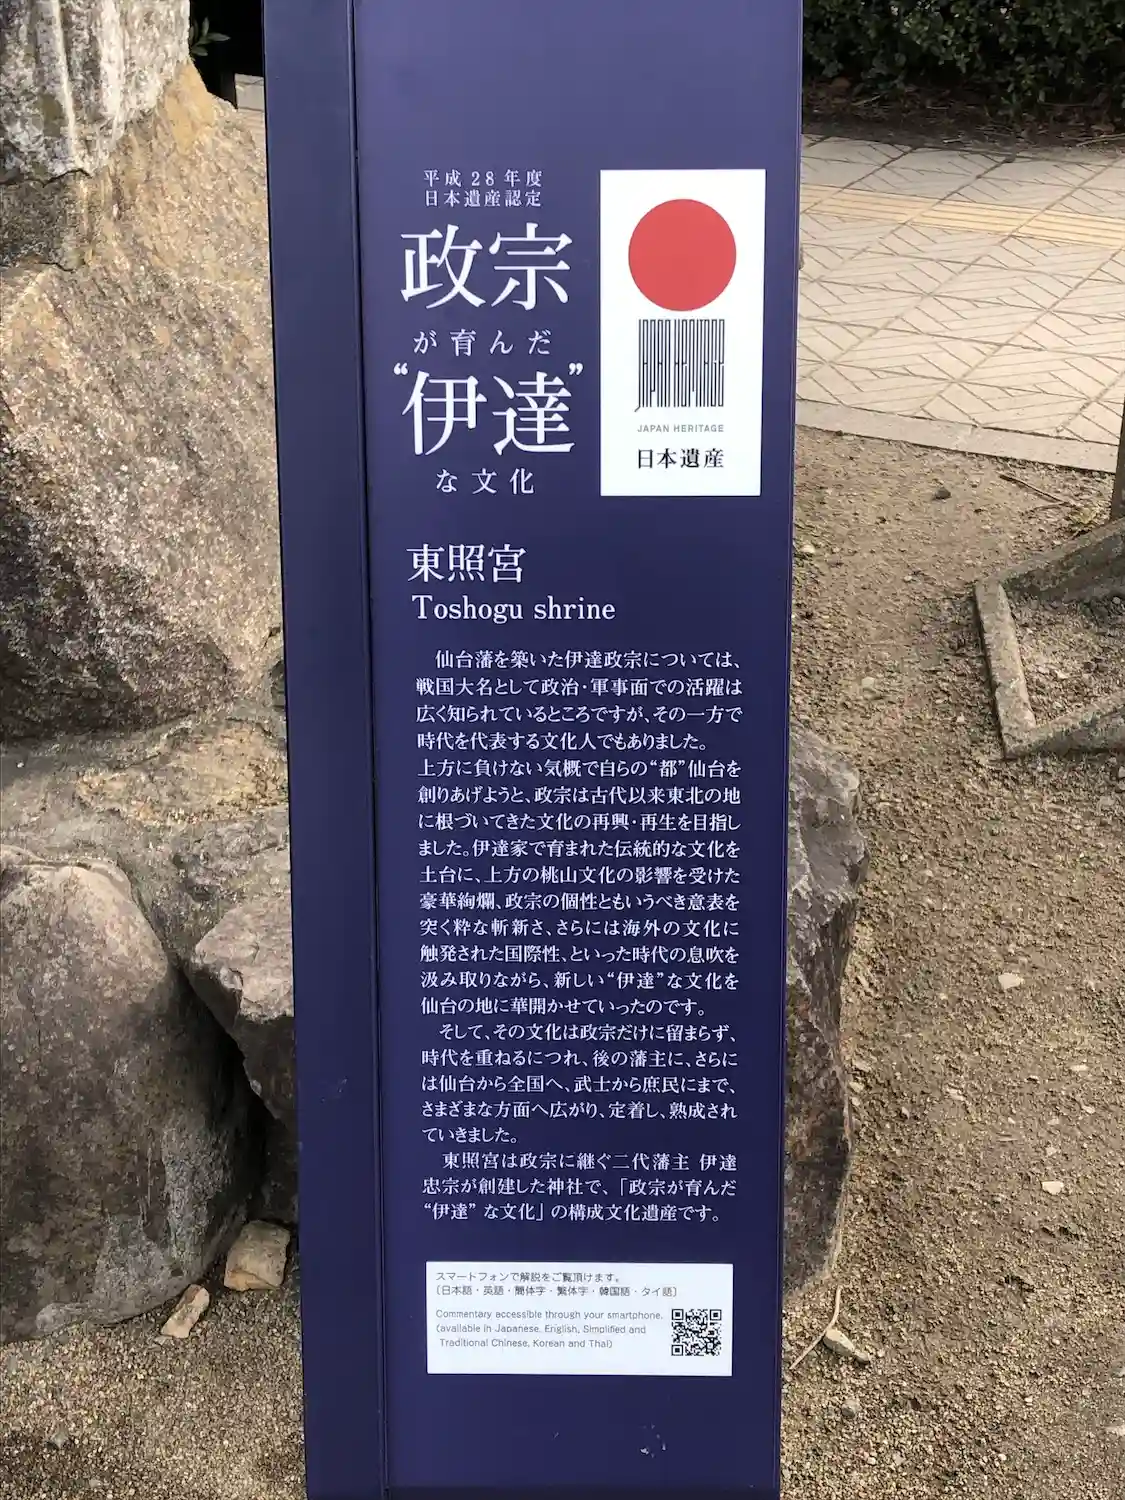 平成28年度
日本遺産認定
政宗
が育んだ
“伊達”
な文化
JAPAN HERITAGE
JAPAN HERITAGE
日本遺産
東照宮
Toshogu shrine
仙台藩を築いた伊達政宗については、
戦国大名として政治・軍事面での活躍は
広く知られているところですが、その一方で
時代を代表する文化人でもありました。
上方に負けない気概で自らの“都”仙台を
創りあげようと、政宗は古代以来東北の地
に根づいてきた文化の再興・再生を目指し
ました。伊達家で育まれた伝統的な文化を
土台に、上方の桃山文化の影響を受けた
豪華絢爛、政宗の個性ともいうべき意表を
突く粋な斬新さ、さらには海外の文化に
触発された国際性、といった時代の息吹を
汲み取りながら、新しい“伊達”な文化を
仙台の地に華開かせていったのです。
そして、その文化は政宗だけに留まらず、
時代を重ねるにつれ、後の藩主に、さらに
は仙台から全国へ、武士から庶民にまで、
さまざまな方面へ広がり、定着し、熟成され
ていきました。
東照宮は政宗に継ぐ二代藩主 伊達
忠宗が創建した神社で、「政宗が育んだ
“伊達” な文化」の構成文化遺産です。
スマートフォンで解説をご覧頂けます。
〔日本語・英語・簡体字・繁体字・韓国語・タイ語〕
Commentary accessible through your smartphone.
(available in Japanese, English, Simplified and
Traditional Chinese, Korean and Thai)